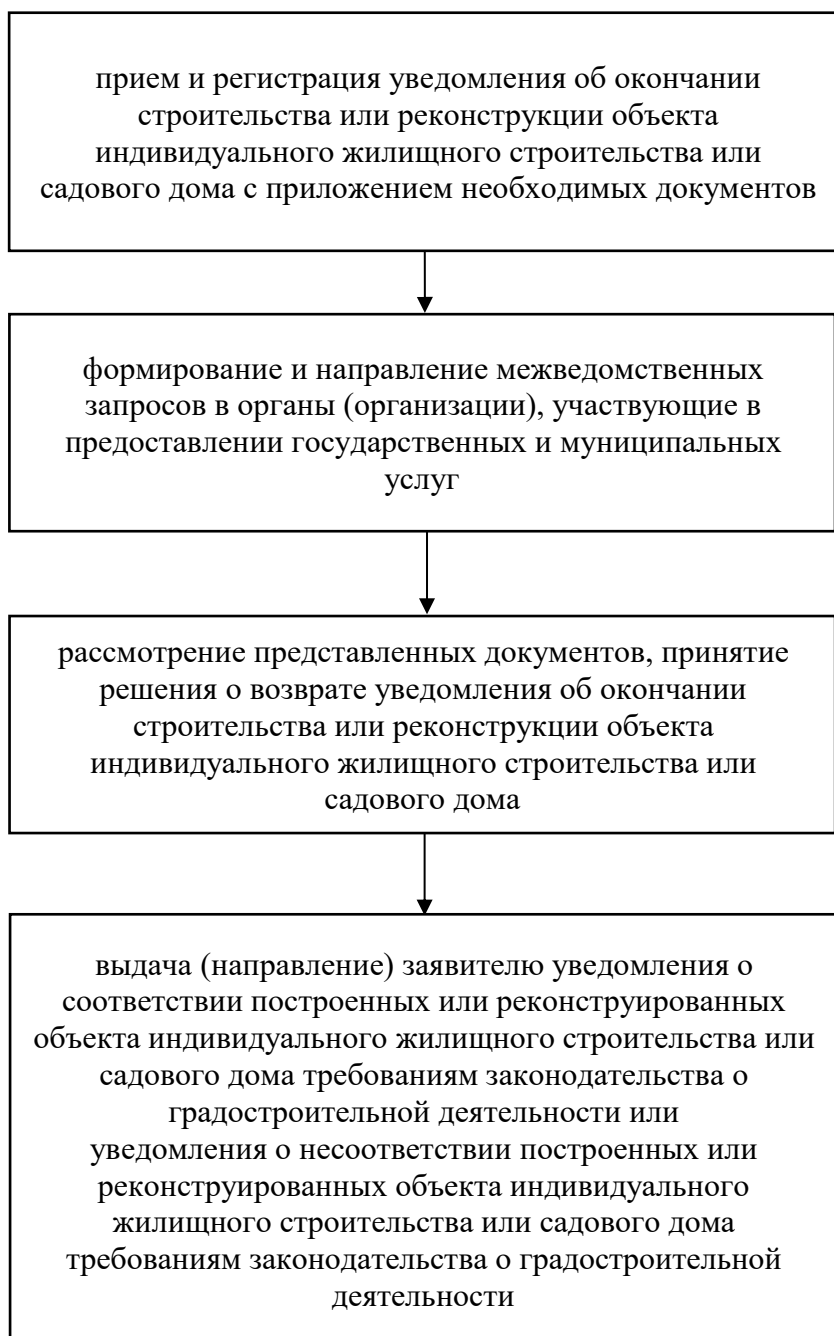 прием и регистрация уведомления об окончании
строительства или реконструкции объекта
индивидуального жилищного строительства или
садового дома с приложением необходимых документов
формирование и направление межведомственных
запросов в органы (организации), участвующие в
предоставлении государственных и муниципальных
услуг
рассмотрение представленных документов, принятие
решения о возврате уведомления об окончании
строительства или реконструкции объекта
индивидуального жилищного строительства или
садового дома
выдача (направление) заявителю уведомления о
соответствии построенных или реконструированных
объекта индивидуального жилищного строительства или
садового дома требованиям законодательства о
градостроительной деятельности или
уведомления о несоответствии построенных или
реконструированных объекта индивидуального
жилищного строительства или садового дома
требованиям законодательства о градостроительной
деятельности